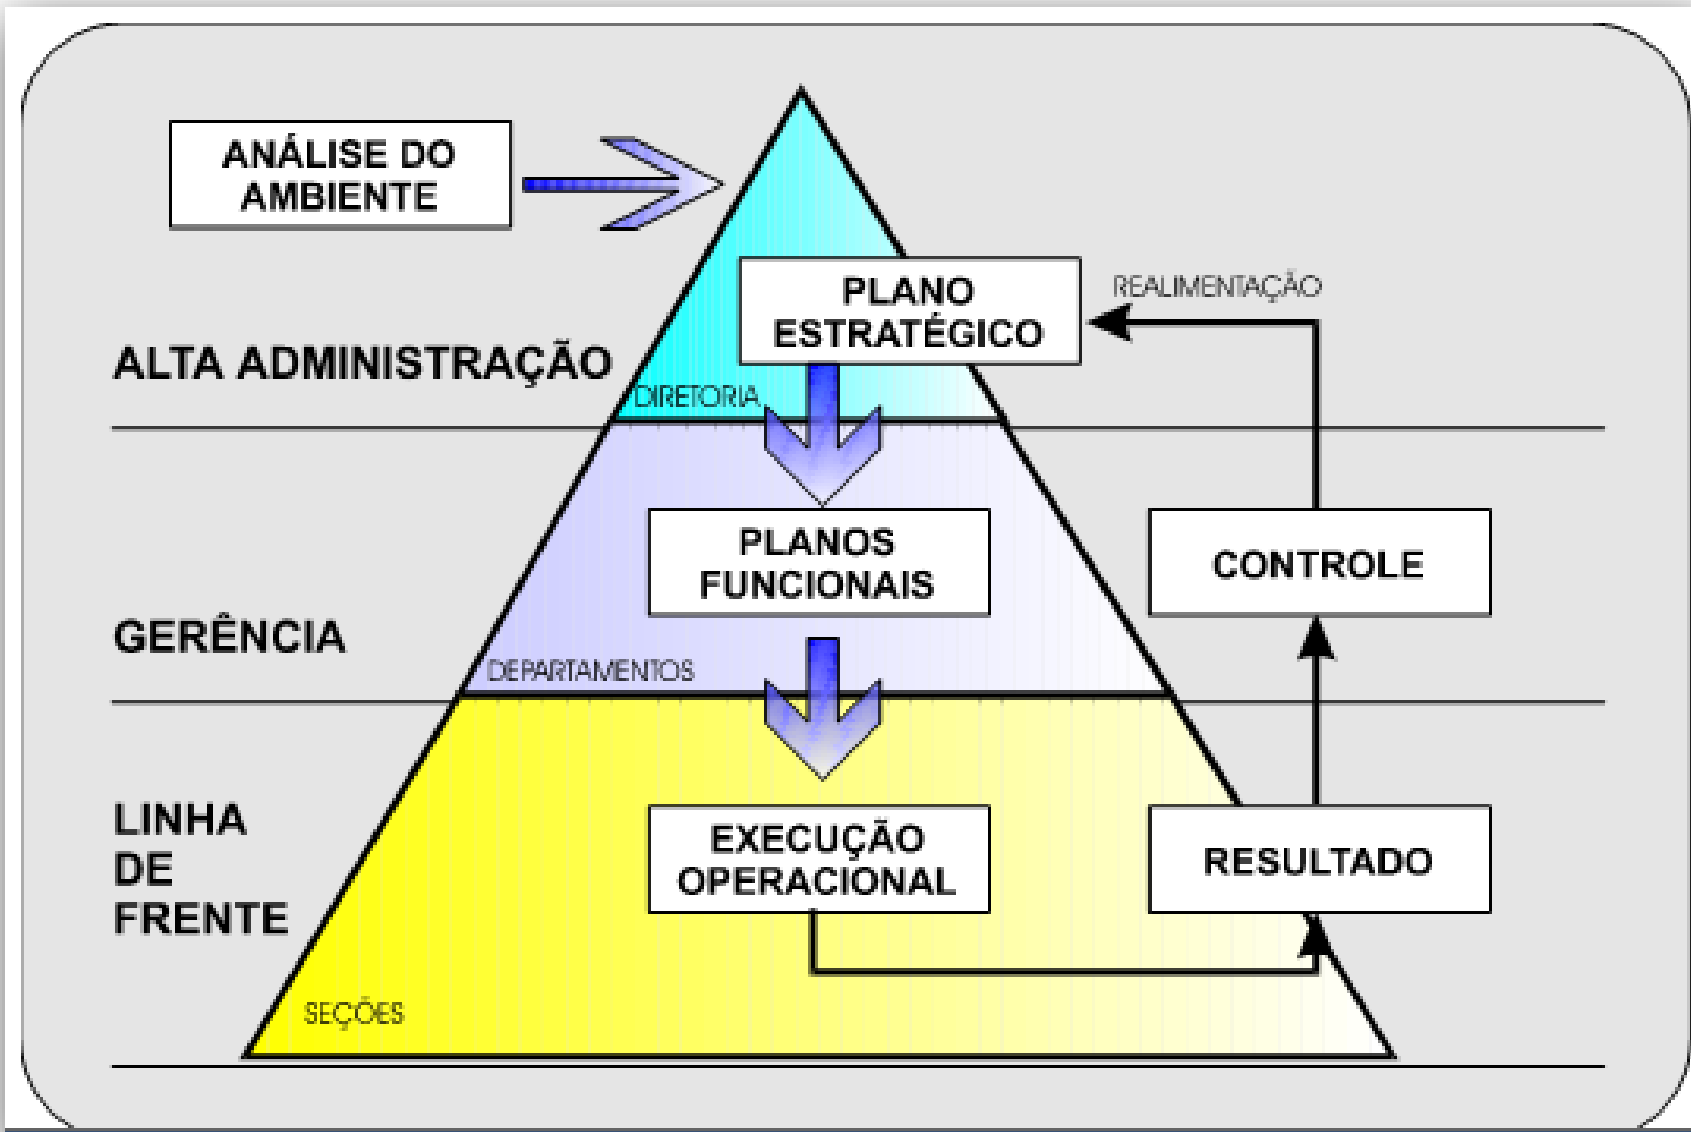 ANÁLISE DO
AMBIENTE
PLANO
ESTRATÉGICO
REALIMENTAÇÃO
ALTA ADMINISTRAÇÃO
DIRETORIA
PLANOS
FUNCIONAIS
CONTROLE
GERÊNCIA
DEPARTAMENTOS
LINHA
DE
FRENTE
EXECUÇÃO
OPERACIONAL
RESULTADO
SEÇÕES